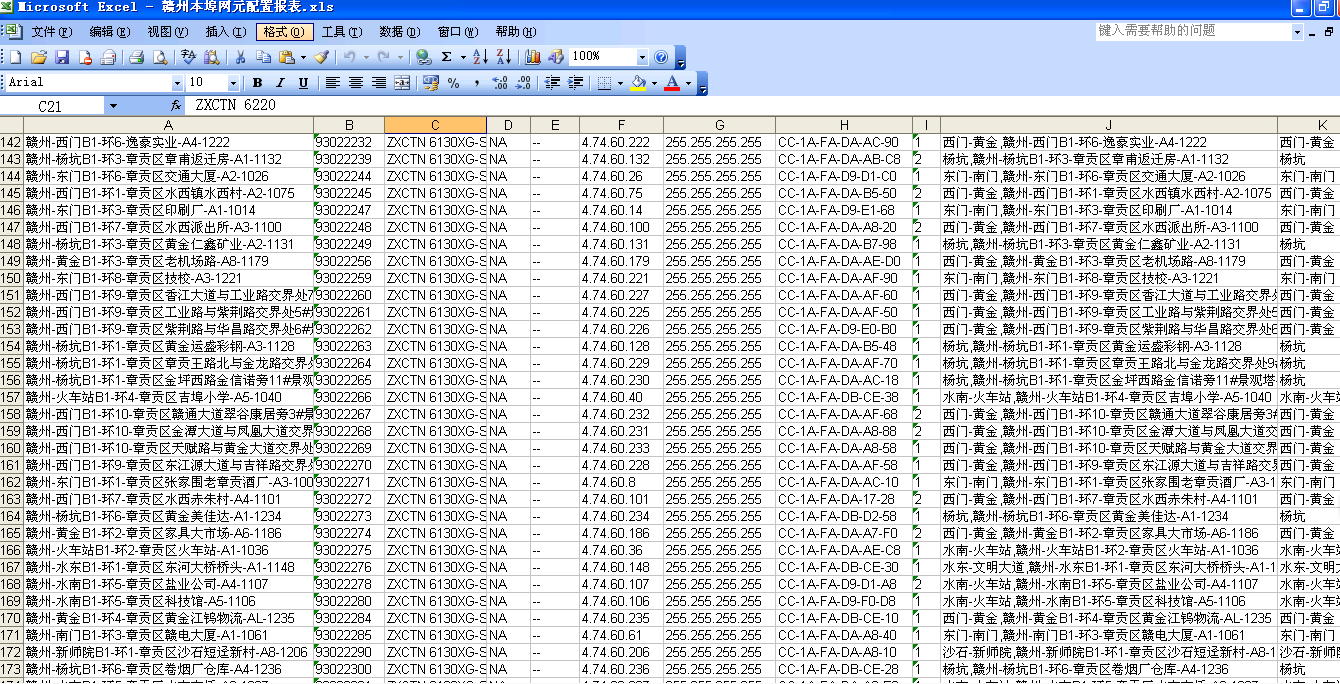 Microsoft Excel - 赣州本埠网元配置报表.xls
文件(F) 编辑(E) 视图(V) 插入(I) 格式(O) 工具(T) 数据(D) 窗口(W) 帮助(H) 键入需要帮助的问题
100%
Arial 10 B I U
C21 fx ZXCTN 6220
A B C D E F G H I J K
142 赣州-西门B1-环6-逸豪实业-A4-1222 93022232 ZXCTN 6130XG-S NA -- 4.74.60.222 255.255.255.255 CC-1A-FA-DA-AC-90 1 西门-黄金,赣州-西门B1-环6-逸豪实业-A4-1222 西门-黄金
143 赣州-杨坑B1-环3-章贡区章甫返迁房-A1-1132 93022239 ZXCTN 6130XG-S NA -- 4.74.60.132 255.255.255.255 CC-1A-FA-DA-AB-C8 2 杨坑,赣州-杨坑B1-环3-章贡区章甫返迁房-A1-1132 杨坑
144 赣州-东门B1-环6-章贡区交通大厦-A2-1026 93022244 ZXCTN 6130XG-S NA -- 4.74.60.26 255.255.255.255 CC-1A-FA-D9-D1-C0 1 东门-南门,赣州-东门B1-环6-章贡区交通大厦-A2-1026 东门-南门
145 赣州-西门B1-环1-章贡区水西镇水西村-A2-1075 93022245 ZXCTN 6130XG-S NA -- 4.74.60.75 255.255.255.255 CC-1A-FA-DA-B5-50 2 西门-黄金,赣州-西门B1-环1-章贡区水西镇水西村-A2-1075 西门-黄金
146 赣州-东门B1-环3-章贡区印刷厂-A1-1014 93022247 ZXCTN 6130XG-S NA -- 4.74.60.14 255.255.255.255 CC-1A-FA-D9-E1-68 1 东门-南门,赣州-东门B1-环3-章贡区印刷厂-A1-1014 东门-南门
147 赣州-西门B1-环7-章贡区水西派出所-A3-1100 93022248 ZXCTN 6130XG-S NA -- 4.74.60.100 255.255.255.255 CC-1A-FA-DA-A8-20 2 西门-黄金,赣州-西门B1-环7-章贡区水西派出所-A3-1100 西门-黄金
148 赣州-杨坑B1-环3-章贡区黄金仁鑫矿业-A2-1131 93022249 ZXCTN 6130XG-S NA -- 4.74.60.131 255.255.255.255 CC-1A-FA-DA-B7-98 1 杨坑,赣州-杨坑B1-环3-章贡区黄金仁鑫矿业-A2-1131 杨坑
149 赣州-黄金B1-环3-章贡区老机场路-A8-1179 93022256 ZXCTN 6130XG-S NA -- 4.74.60.179 255.255.255.255 CC-1A-FA-DA-AE-D0 1 西门-黄金,赣州-黄金B1-环3-章贡区老机场路-A8-1179 西门-黄金
150 赣州-东门B1-环8-章贡区技校-A3-1221 93022259 ZXCTN 6130XG-S NA -- 4.74.60.221 255.255.255.255 CC-1A-FA-DA-AF-90 1 东门-南门,赣州-东门B1-环8-章贡区技校-A3-1221 东门-南门
151 赣州-西门B1-环9-章贡区香江大道与工业路交界处7 93022260 ZXCTN 6130XG-S NA -- 4.74.60.227 255.255.255.255 CC-1A-FA-DA-AF-60 1 西门-黄金,赣州-西门B1-环9-章贡区香江大道与工业路交界 西门-黄金
152 赣州-西门B1-环9-章贡区工业路与紫荆路交界处5# 93022261 ZXCTN 6130XG-S NA -- 4.74.60.225 255.255.255.255 CC-1A-FA-DA-AF-50 1 西门-黄金,赣州-西门B1-环9-章贡区工业路与紫荆路交界处5 西门-黄金
153 赣州-西门B1-环9-章贡区紫荆路与华昌路交界处6# 93022262 ZXCTN 6130XG-S NA -- 4.74.60.226 255.255.255.255 CC-1A-FA-D9-E0-B0 1 西门-黄金,赣州-西门B1-环9-章贡区紫荆路与华昌路交界处6 西门-黄金
154 赣州-杨坑B1-环1-章贡区黄金运盛彩钢-A3-1128 93022263 ZXCTN 6130XG-S NA -- 4.74.60.128 255.255.255.255 CC-1A-FA-DA-B5-48 1 杨坑,赣州-杨坑B1-环1-章贡区黄金运盛彩钢-A3-1128 杨坑
155 赣州-杨坑B1-环1-章贡区章贡王路北与金龙路交界 93022264 ZXCTN 6130XG-S NA -- 4.74.60.229 255.255.255.255 CC-1A-FA-DA-AF-70 1 杨坑,赣州-杨坑B1-环1-章贡区章贡王路北与金龙路交界处9 杨坑
156 赣州-杨坑B1-环1-章贡区金坪西路金信诺旁11#景观 93022265 ZXCTN 6130XG-S NA -- 4.74.60.230 255.255.255.255 CC-1A-FA-DA-AC-18 1 杨坑,赣州-杨坑B1-环1-章贡区金坪西路金信诺旁11#景观塔 杨坑
157 赣州-火车站B1-环4-章贡区吉埠小学-A5-1040 93022266 ZXCTN 6130XG-S NA -- 4.74.60.40 255.255.255.255 CC-1A-FA-DB-CE-38 1 水南-火车站,赣州-火车站B1-环4-章贡区吉埠小学-A5-1040 水南-火车站
158 赣州-西门B1-环10-章贡区赣通大道翠谷康居旁3#景 93022267 ZXCTN 6130XG-S NA -- 4.74.60.232 255.255.255.255 CC-1A-FA-DA-AF-68 2 西门-黄金,赣州-西门B1-环10-章贡区赣通大道翠谷康居旁3# 西门-黄金
159 赣州-西门B1-环10-章贡区金潭大道与凤凰大道交界 93022268 ZXCTN 6130XG-S NA -- 4.74.60.231 255.255.255.255 CC-1A-FA-DA-A8-88 2 西门-黄金,赣州-西门B1-环10-章贡区金潭大道与凤凰大道交 西门-黄金
160 赣州-西门B1-环10-章贡区天赋路与黄金大道交界处 93022269 ZXCTN 6130XG-S NA -- 4.74.60.233 255.255.255.255 CC-1A-FA-DA-A8-58 1 西门-黄金,赣州-西门B1-环10-章贡区天赋路与黄金大道交界 西门-黄金
161 赣州-西门B1-环9-章贡区东江源大道与吉祥路交界 93022270 ZXCTN 6130XG-S NA -- 4.74.60.228 255.255.255.255 CC-1A-FA-DA-AF-58 1 西门-黄金,赣州-西门B1-环9-章贡区东江源大道与吉祥路交 西门-黄金
162 赣州-东门B1-环1-章贡区张家围老章贡酒厂-A3-100 93022271 ZXCTN 6130XG-S NA -- 4.74.60.8 255.255.255.255 CC-1A-FA-DA-AC-10 1 东门-南门,赣州-东门B1-环1-章贡区张家围老章贡酒厂-A3-1 东门-南门
163 赣州-西门B1-环7-章贡区水西赤朱村-A4-1101 93022272 ZXCTN 6130XG-S NA -- 4.74.60.101 255.255.255.255 CC-1A-FA-DA-17-28 2 西门-黄金,赣州-西门B1-环7-章贡区水西赤朱村-A4-1101 西门-黄金
164 赣州-杨坑B1-环6-章贡区黄金美佳达-A1-1234 93022273 ZXCTN 6130XG-S NA -- 4.74.60.234 255.255.255.255 CC-1A-FA-DB-D2-58 1 杨坑,赣州-杨坑B1-环6-章贡区黄金美佳达-A1-1234 杨坑
165 赣州-黄金B1-环2-章贡区家具大市场-A6-1186 93022274 ZXCTN 6130XG-S NA -- 4.74.60.186 255.255.255.255 CC-1A-FA-DA-A7-F0 2 西门-黄金,赣州-黄金B1-环2-章贡区家具大市场-A6-1186 西门-黄金
166 赣州-火车站B1-环2-章贡区火车站-A1-1036 93022275 ZXCTN 6130XG-S NA -- 4.74.60.36 255.255.255.255 CC-1A-FA-DA-AE-C8 1 水南-火车站,赣州-火车站B1-环2-章贡区火车站-A1-1036 水南-火车站
167 赣州-水东B1-环1-章贡区东河大桥桥头-A1-1148 93022276 ZXCTN 6130XG-S NA -- 4.74.60.148 255.255.255.255 CC-1A-FA-DB-CE-30 1 水东-文明大道,赣州-水东B1-环1-章贡区东河大桥桥头-A1-1 水东-文明
168 赣州-水南B1-环5-章贡区盐业公司-A4-1107 93022278 ZXCTN 6130XG-S NA -- 4.74.60.107 255.255.255.255 CC-1A-FA-D9-D1-A8 2 水南-火车站,赣州-水南B1-环5-章贡区盐业公司-A4-1107 水南-火车站
169 赣州-水南B1-环5-章贡区科技馆-A5-1106 93022280 ZXCTN 6130XG-S NA -- 4.74.60.106 255.255.255.255 CC-1A-FA-D9-F0-D8 1 水南-火车站,赣州-水南B1-环5-章贡区科技馆-A5-1106 水南-火车站
170 赣州-黄金B1-环4-章贡区黄金江钨物流-AL-1235 93022284 ZXCTN 6130XG-S NA -- 4.74.60.235 255.255.255.255 CC-1A-FA-DB-CE-10 1 西门-黄金,赣州-黄金B1-环4-章贡区黄金江钨物流-AL-1235 西门-黄金
171 赣州-南门B1-环3-章贡区赣电大厦-A1-1061 93022285 ZXCTN 6130XG-S NA -- 4.74.60.61 255.255.255.255 CC-1A-FA-DA-A8-40 1 东门-南门,赣州-南门B1-环3-章贡区赣电大厦-A1-1061 东门-南门
172 赣州-新师院B1-环1-章贡区沙石短迳新村-A8-1206 93022290 ZXCTN 6130XG-S NA -- 4.74.60.206 255.255.255.255 CC-1A-FA-DA-A8-10 1 沙石-新师院,赣州-新师院B1-环1-章贡区沙石短迳新村-A8-1 沙石-新师
173 赣州-杨坑B1-环6-章贡区卷烟厂仓库-A4-1236 93022300 ZXCTN 6130XG-S NA -- 4.74.60.236 255.255.255.255 CC-1A-FA-DB-CE-28 1 杨坑,赣州-杨坑B1-环6-章贡区卷烟厂仓库-A4-1236 杨坑